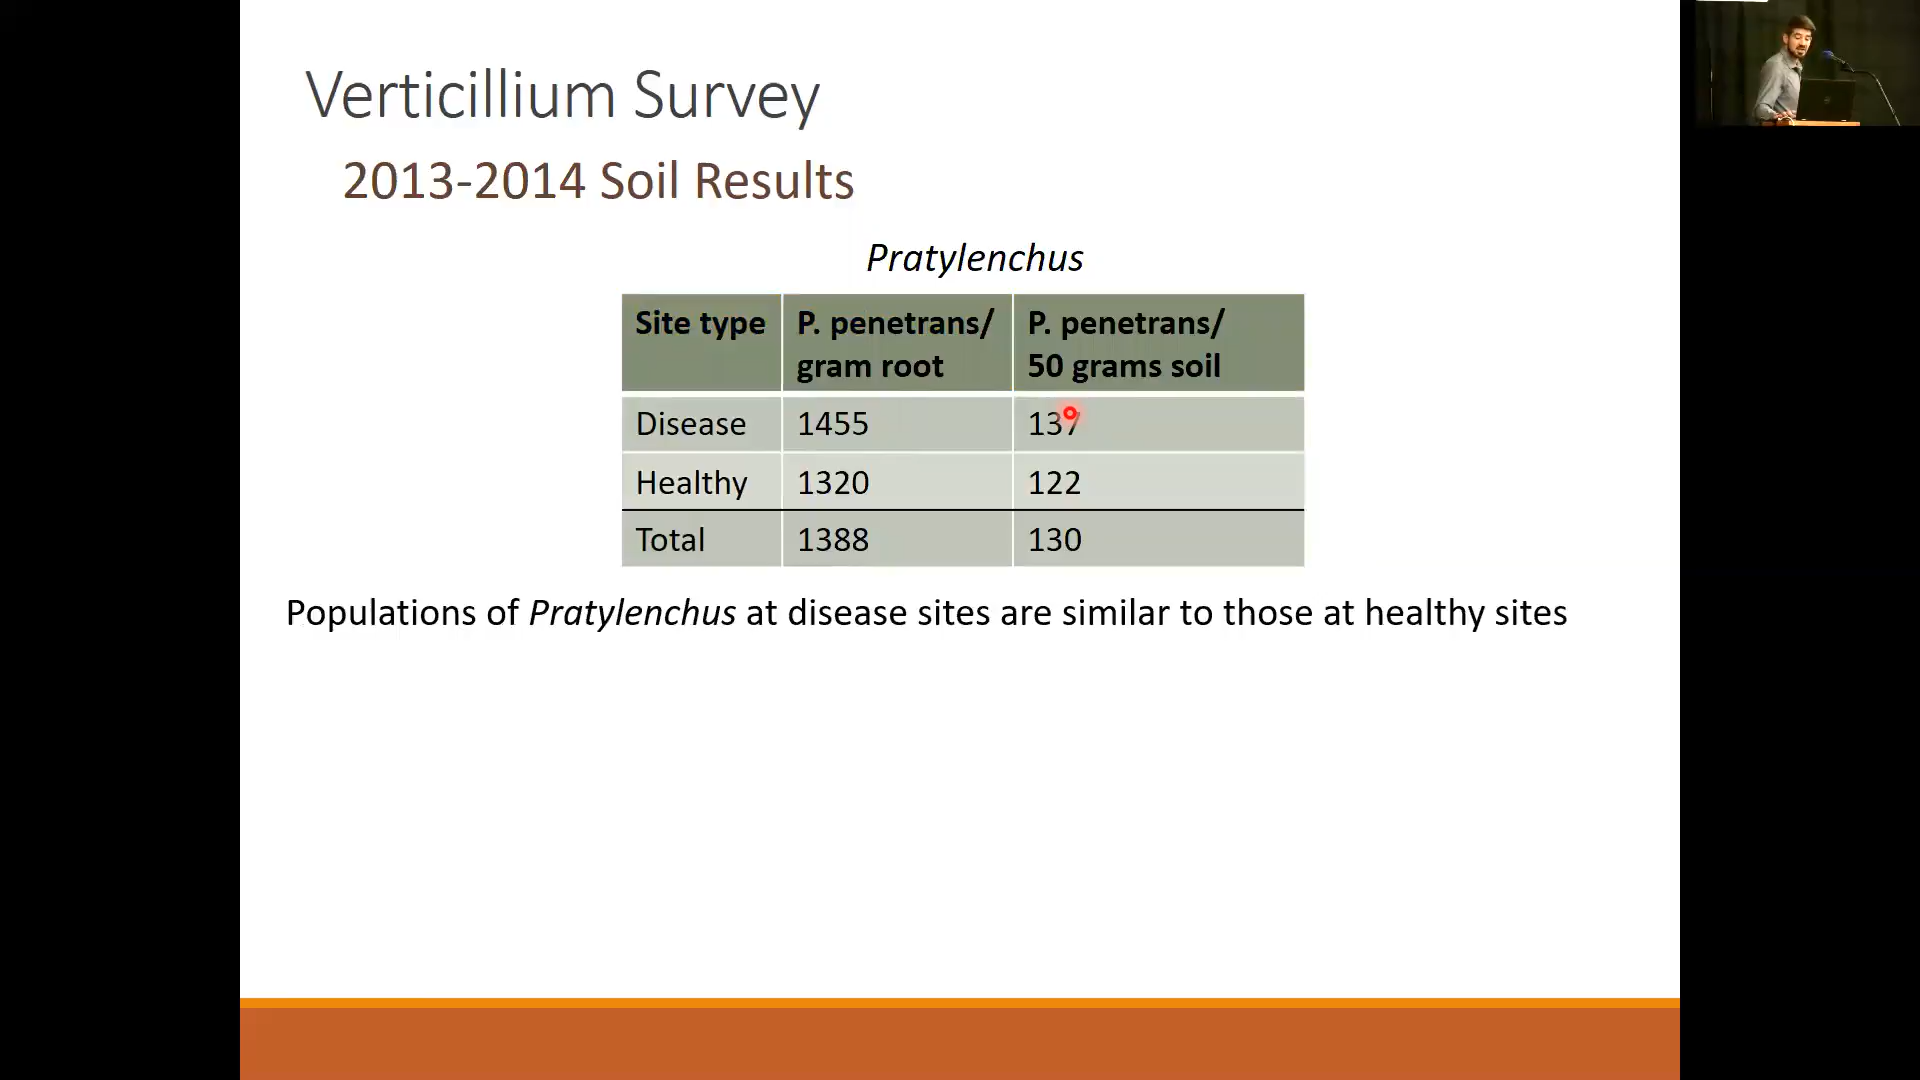 Verticillium Survey
2013-2014 Soil Results
Pratylenchus
Site type P. penetrans/ P. penetrans/
gram root 50 grams soil
Disease 1455 137
Healthy 1320 122
Total 1388 130
Populations of Pratylenchus at disease sites are similar to those at healthy sites